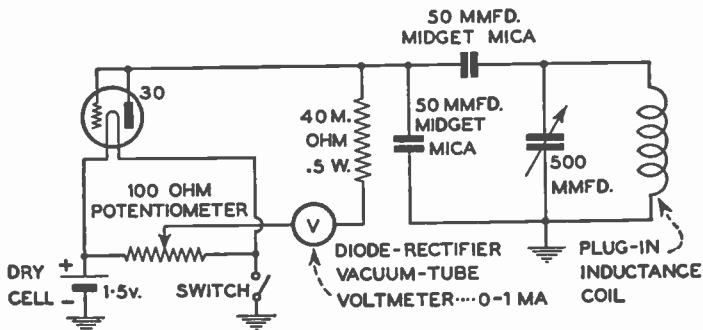 50 MMFD.
MIDGET MICA
30
40 M.
OHM
.5 W.
50 MMFD.
MIDGET
MICA
500
MMFD.
100 OHM
POTENTIOMETER
V
DIODE-RECTIFIER
VACUUM-TUBE
VOLTMETER....0-1 MA
PLUG-IN
INDUCTANCE
COIL
DRY
CELL
+
-
1.5v.
SWITCH